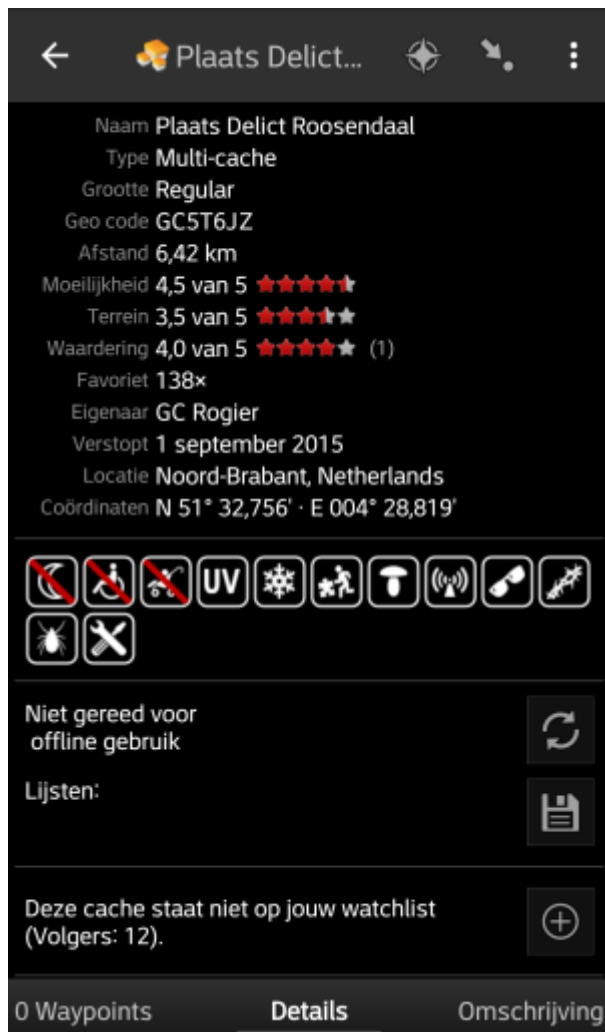 Plaats Delict...
Naam Plaats Delict Roosendaal
Type Multi-cache
Grootte Regular
Geo code GC5T6JZ
Afstand 6,42 km
Moeilijkheid 4,5 van 5
Terrein 3,5 van 5
Waardering 4,0 van 5 (1)
Favoriet 138×
Eigenaar GC Rogier
Verstopt 1 september 2015
Locatie Noord-Brabant, Netherlands
Coördinaten N 51° 32,756' · E 004° 28,819'
UV
Niet gereed voor
offline gebruik
Lijsten:
Deze cache staat niet op jouw watchlist
(Volgers: 12).
0 Waypoints Details Omschrijving